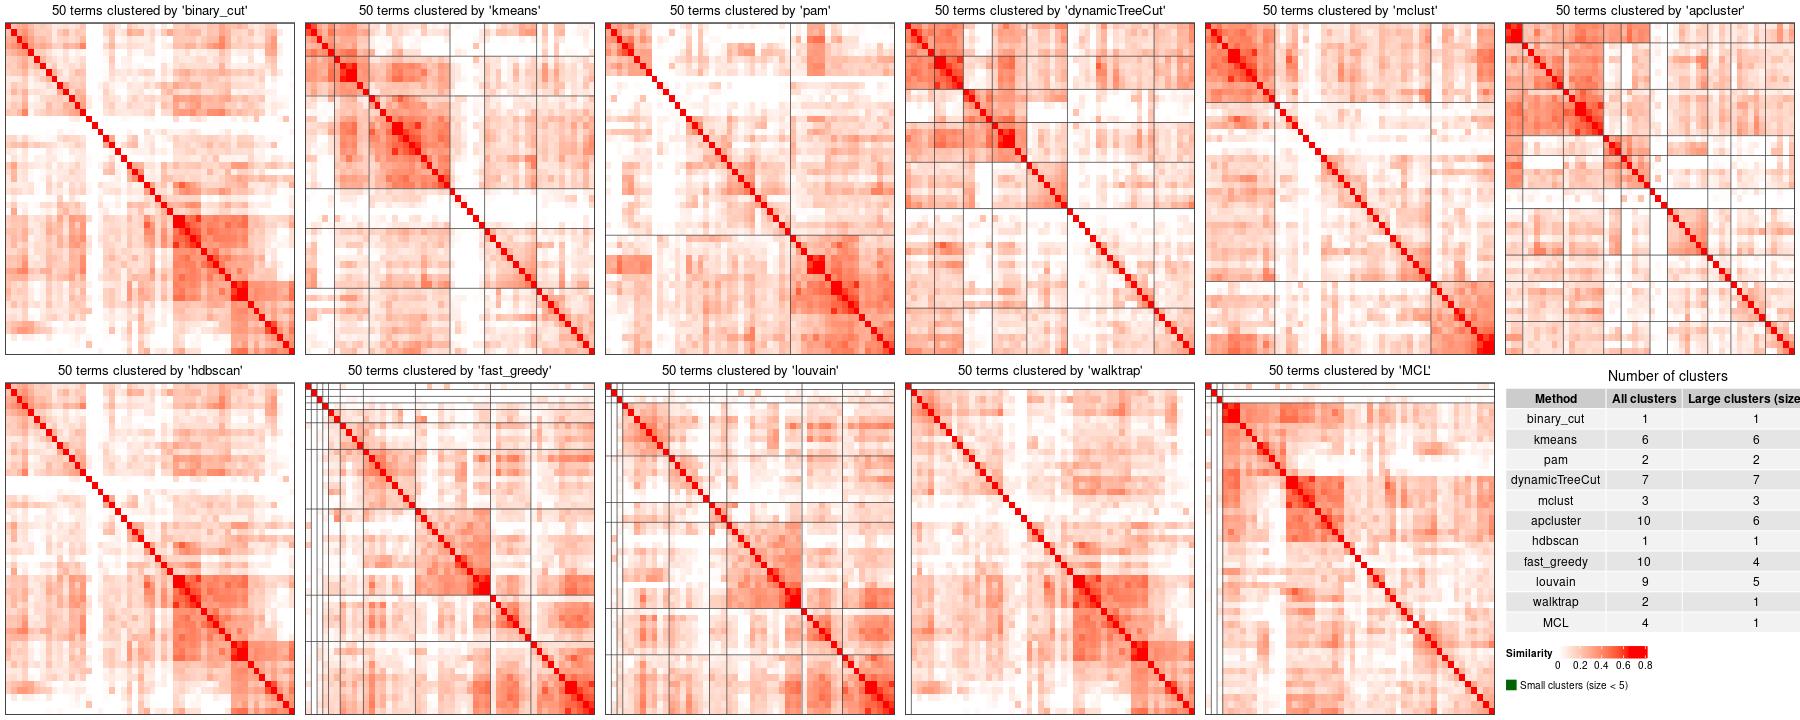 50 terms clustered by 'binary_cut'
50 terms clustered by 'kmeans'
50 terms clustered by 'pam'
50 terms clustered by 'dynamicTreeCut'
50 terms clustered by 'mclust'
50 terms clustered by 'apcluster'
50 terms clustered by 'hdbscan'
50 terms clustered by 'fast_greedy'
50 terms clustered by 'louvain'
50 terms clustered by 'walktrap'
50 terms clustered by 'MCL'
Number of clusters
Method All clusters Large clusters (size
binary_cut 1 1
kmeans 6 6
pam 2 2
dynamicTreeCut 7 7
mclust 3 3
apcluster 10 6
hdbscan 1 1
fast_greedy 10 4
louvain 9 5
walktrap 2 1
MCL 4 1
Similarity
0 0.2 0.4 0.6 0.8
Small clusters (size < 5)